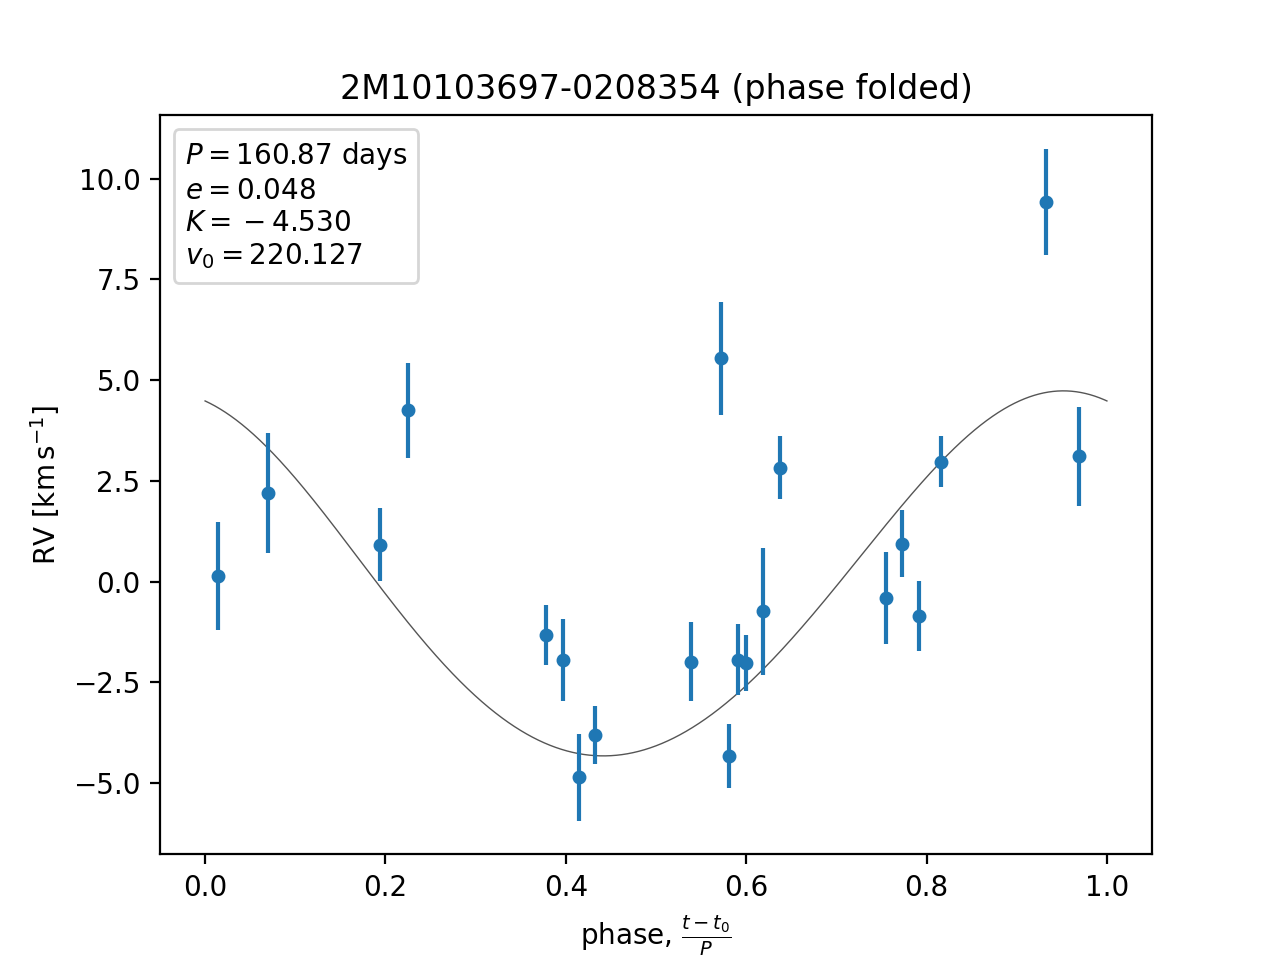 2M10103697-0208354 (phase folded)
P = 160.87 days
e = 0.048
K = −4.530
v₀ = 220.127
RV [km s⁻¹]
10.0
7.5
5.0
2.5
0.0
−2.5
−5.0
0.0 0.2 0.4 0.6 0.8 1.0
phase, (t − t₀)/P